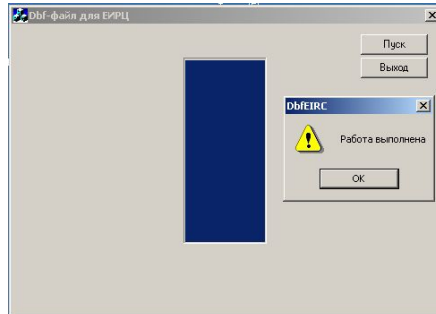 Dbf-файл для ЕИРЦ
Пуск
Выход
DbfEIRC
Работа выполнена
OK